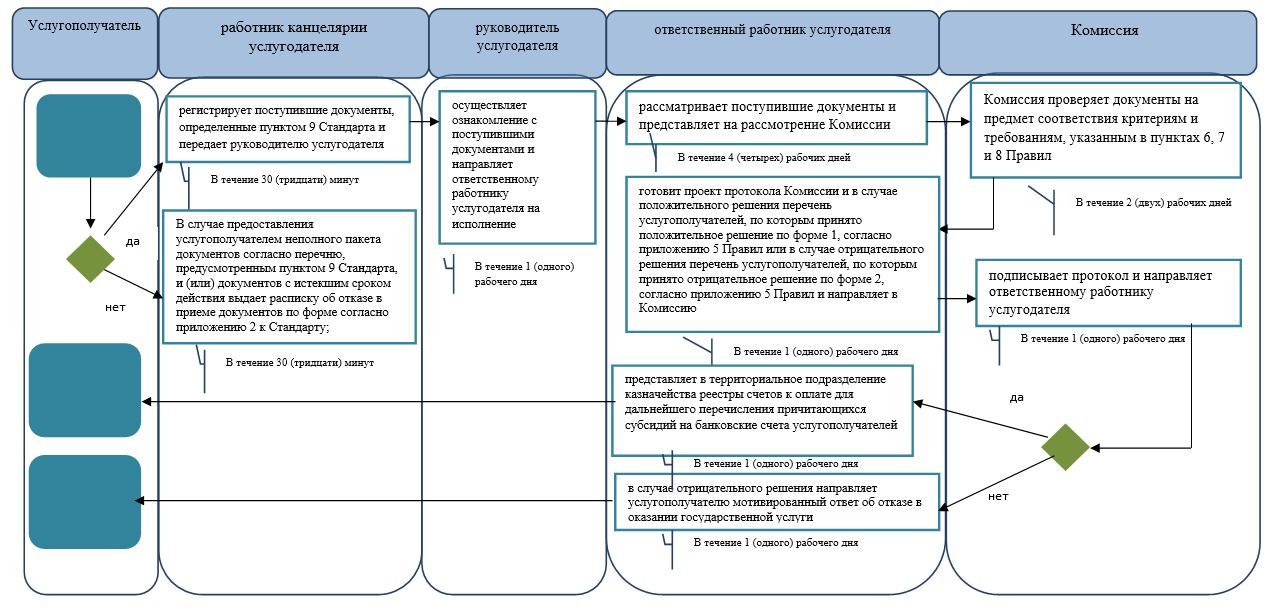 Услугополучатель
работник канцелярии
услугодателя
руководитель
услугодателя
ответственный работник услугодателя
Комиссия
регистрирует поступившие документы,
определенные пунктом 9 Стандарта и
передает руководителю услугодателя
В течение 30 (тридцати) минут
да
нет
В случае предоставления
услугополучателем неполного пакета
документов согласно перечню,
предусмотренным пунктом 9 Стандарта,
и (или) документов с истекшим сроком
действия выдает расписку об отказе в
приеме документов по форме согласно
приложению 2 к Стандарту;
В течение 30 (тридцати) минут
осуществляет
ознакомление с
поступившими
документами и
направляет
ответственному
работнику
услугодателя на
исполнение
В течение 1 (одного)
рабочего дня
рассматривает поступившие документы и
представляет на рассмотрение Комиссии
В течение 4 (четырех) рабочих дней
готовит проект протокола Комиссии и в случае
положительного решения перечень
услугополучателей, по которым принято
положительное решение по форме 1, согласно
приложению 5 Правил или в случае отрицательного
решения перечень услугополучателей, по которым
принято отрицательное решение по форме 2,
согласно приложению 5 Правил и направляет в
Комиссию
В течение 1 (одного) рабочего дня
представляет в территориальное подразделение
казначейства реестры счетов к оплате для
дальнейшего перечисления причитающихся
субсидий на банковские счета услугополучателей
В течение 1 (одного) рабочего дня
в случае отрицательного решения направляет
услугополучателю мотивированный ответ об отказе в
оказании государственной услуги
В течение 1 (одного) рабочего дня
Комиссия проверяет документы на
предмет соответствия критериям и
требованиям, указанным в пунктах 6, 7
и 8 Правил
В течение 2 (двух) рабочих дней
подписывает протокол и направляет
ответственному работнику
услугодателя
В течение 1 (одного) рабочего дня
да
нет